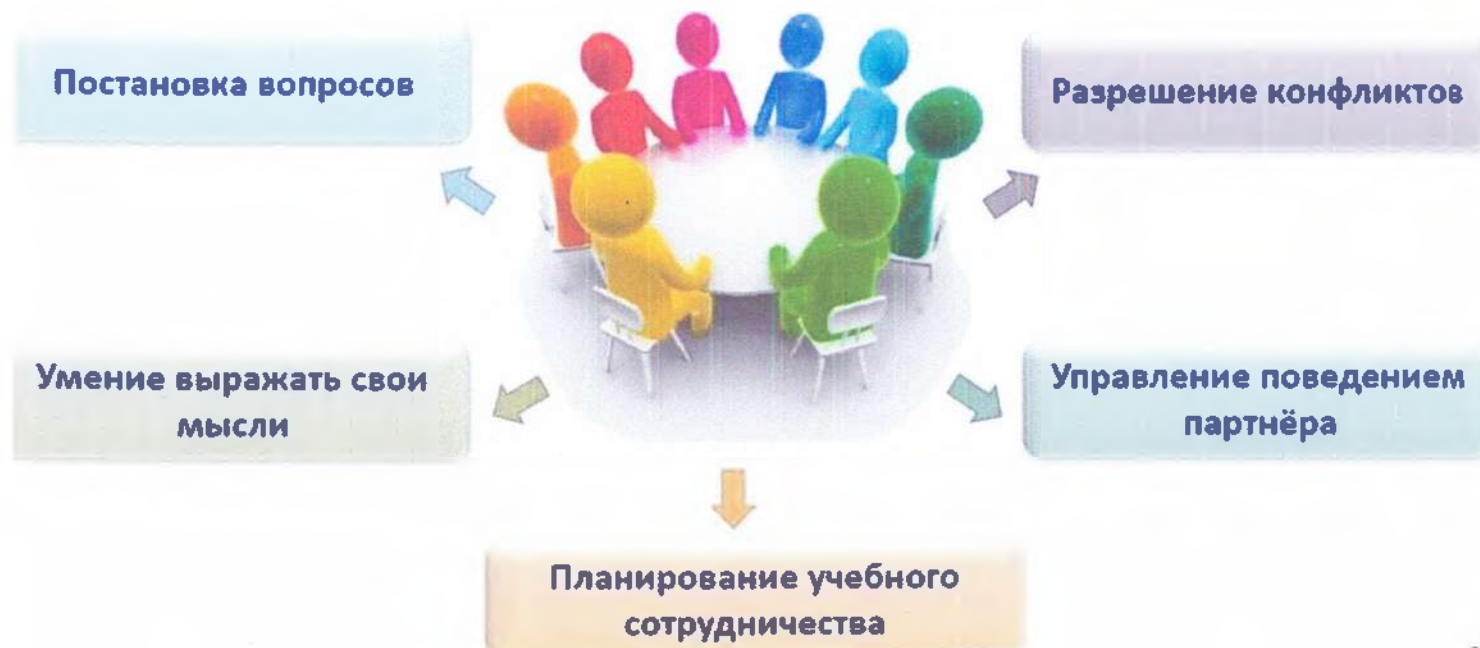 Постановка вопросов
Разрешение конфликтов
Умение выражать свои
мысли
Управление поведением
партнёра
Планирование учебного
сотрудничества